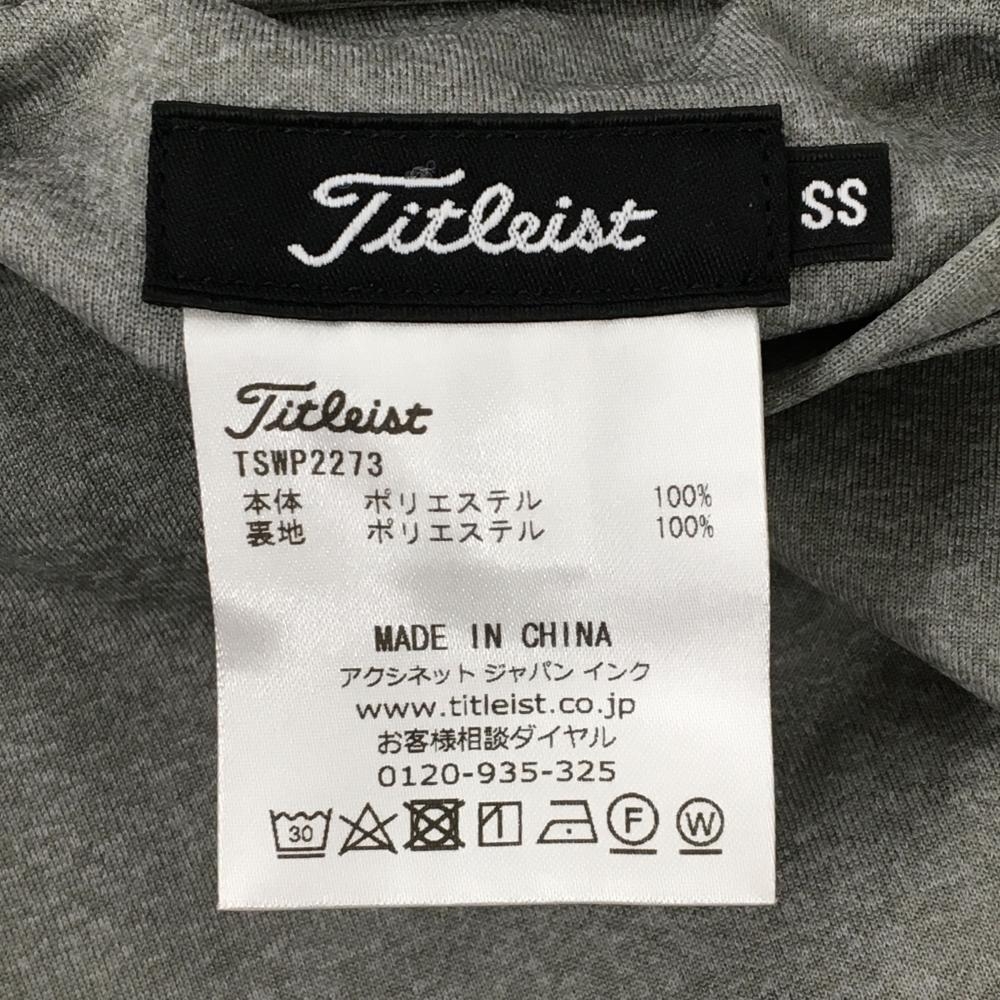 Titleist
SS
Titleist
TSWP2273
本体 ポリエステル 100%
裏地 ポリエステル 100%
MADE IN CHINA
アクシネット ジャパン インク
www.titleist.co.jp
お客様相談ダイヤル
0120-935-325
30 F W